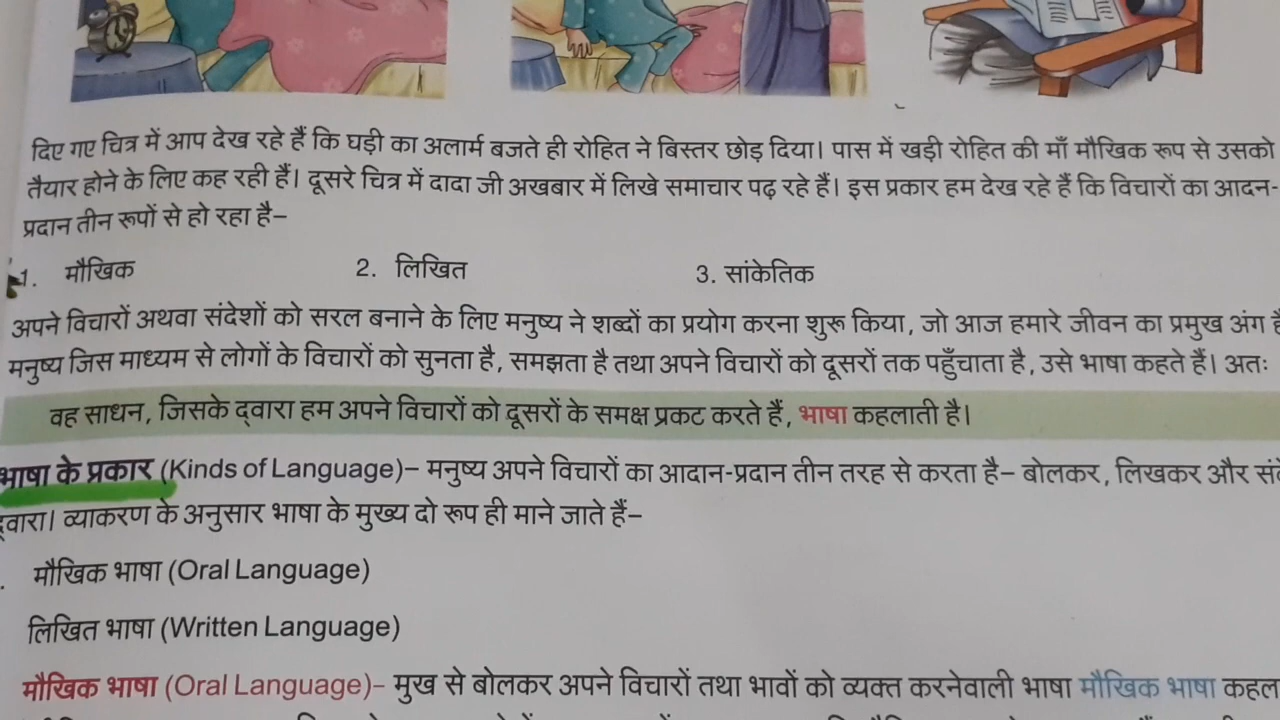 दिए गए चित्र में आप देख रहे हैं कि घड़ी का अलार्म बजते ही रोहित ने बिस्तर छोड़ दिया। पास में खड़ी रोहित की माँ मौखिक रूप से उसको
तैयार होने के लिए कह रही हैं। दूसरे चित्र में दादा जी अखबार में लिखे समाचार पढ़ रहे हैं। इस प्रकार हम देख रहे हैं कि विचारों का आदन-
प्रदान तीन रूपों से हो रहा है–
1. मौखिक 2. लिखित 3. सांकेतिक
अपने विचारों अथवा संदेशों को सरल बनाने के लिए मनुष्य ने शब्दों का प्रयोग करना शुरू किया, जो आज हमारे जीवन का प्रमुख अंग
मनुष्य जिस माध्यम से लोगों के विचारों को सुनता है, समझता है तथा अपने विचारों को दूसरों तक पहुँचाता है, उसे भाषा कहते हैं। अतः
वह साधन, जिसके द्वारा हम अपने विचारों को दूसरों के समक्ष प्रकट करते हैं, भाषा कहलाती है।
भाषा के प्रकार (Kinds of Language)– मनुष्य अपने विचारों का आदान-प्रदान तीन तरह से करता है– बोलकर, लिखकर और
द्वारा। व्याकरण के अनुसार भाषा के मुख्य दो रूप ही माने जाते हैं–
मौखिक भाषा (Oral Language)
लिखित भाषा (Written Language)
मौखिक भाषा (Oral Language)– मुख से बोलकर अपने विचारों तथा भावों को व्यक्त करनेवाली भाषा मौखिक भाषा